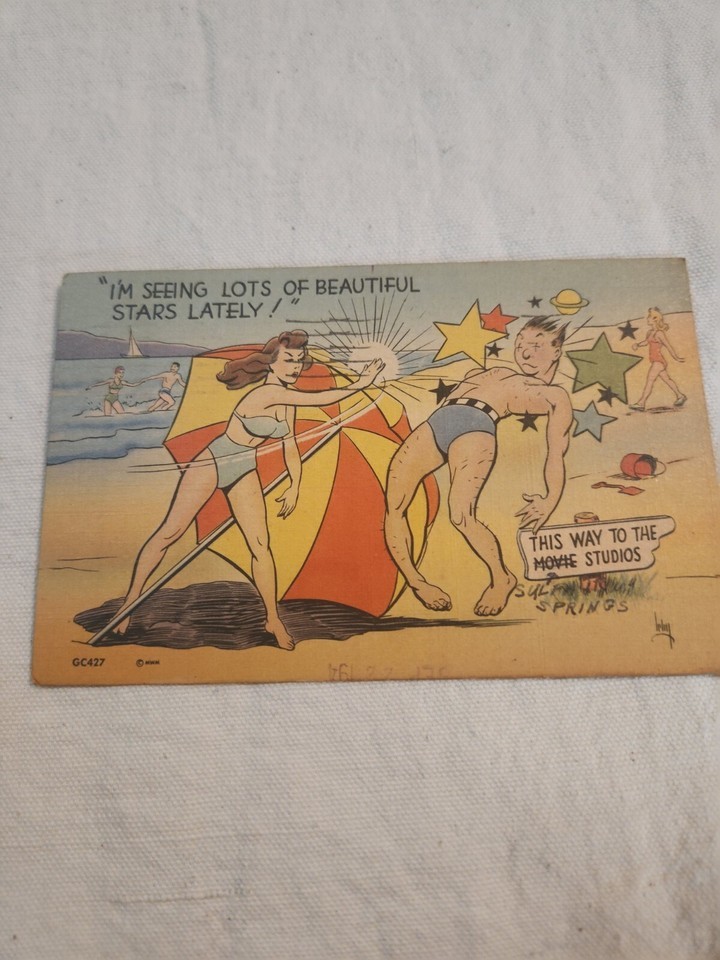 "I'M SEEING LOTS OF BEAUTIFUL
STARS LATELY!"
THIS WAY TO THE
MOVIE STUDIOS
SPRINGS
GC427
©